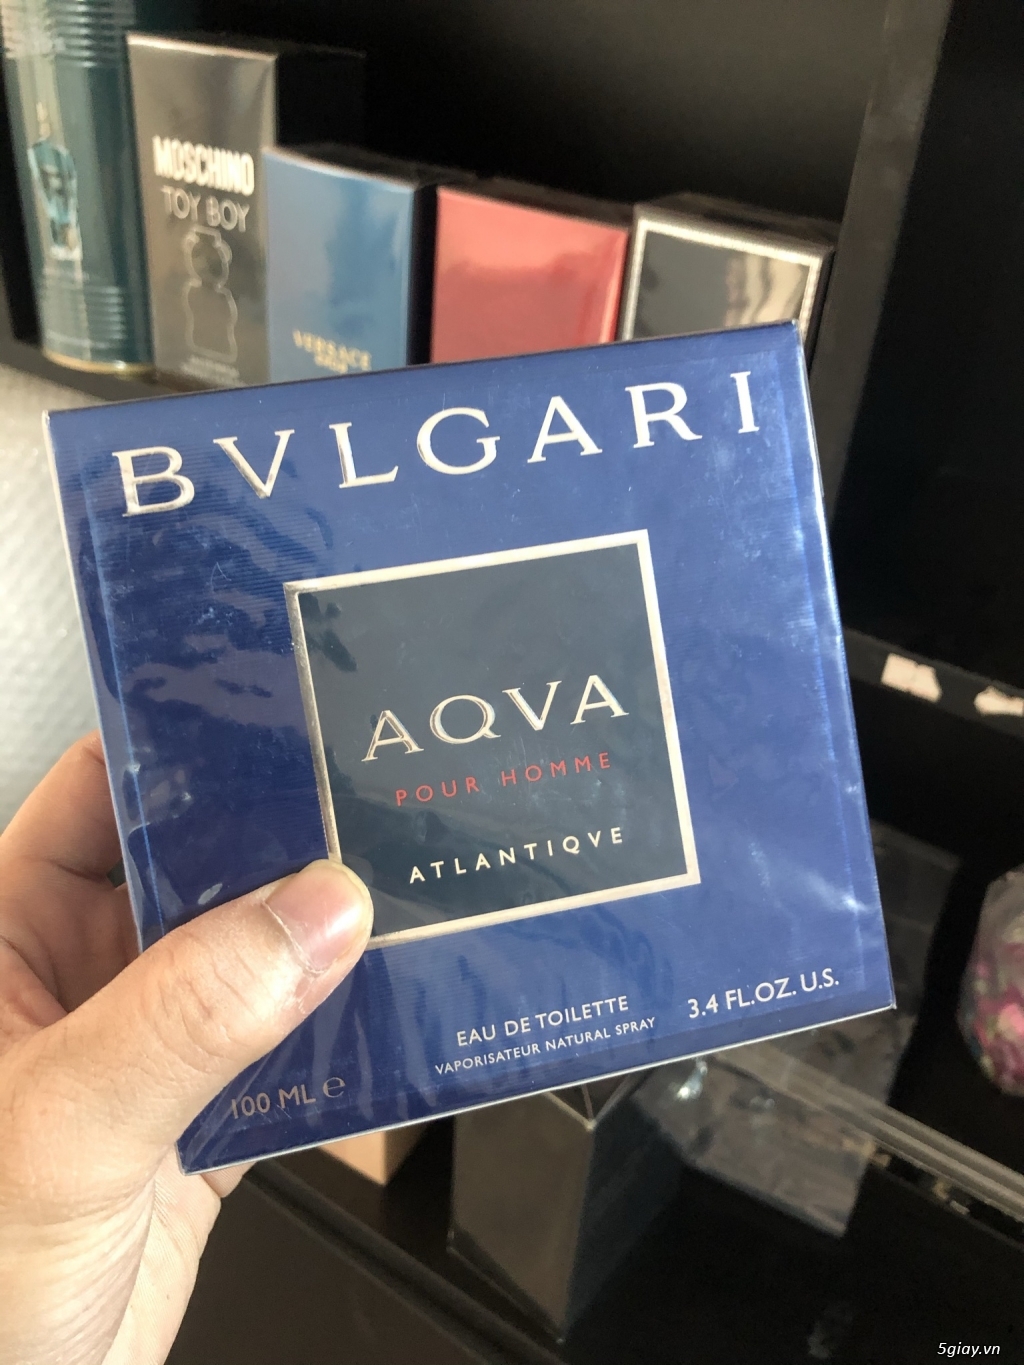 MOSCHINO
TOY BOY
VERSACE
BVLGARI
AQVA
POUR HOMME
ATLANTIQVE
EAU DE TOILETTE
VAPORISATEUR NATURAL SPRAY
3.4 FL.OZ. U.S.
100 ML e
5giay.vn